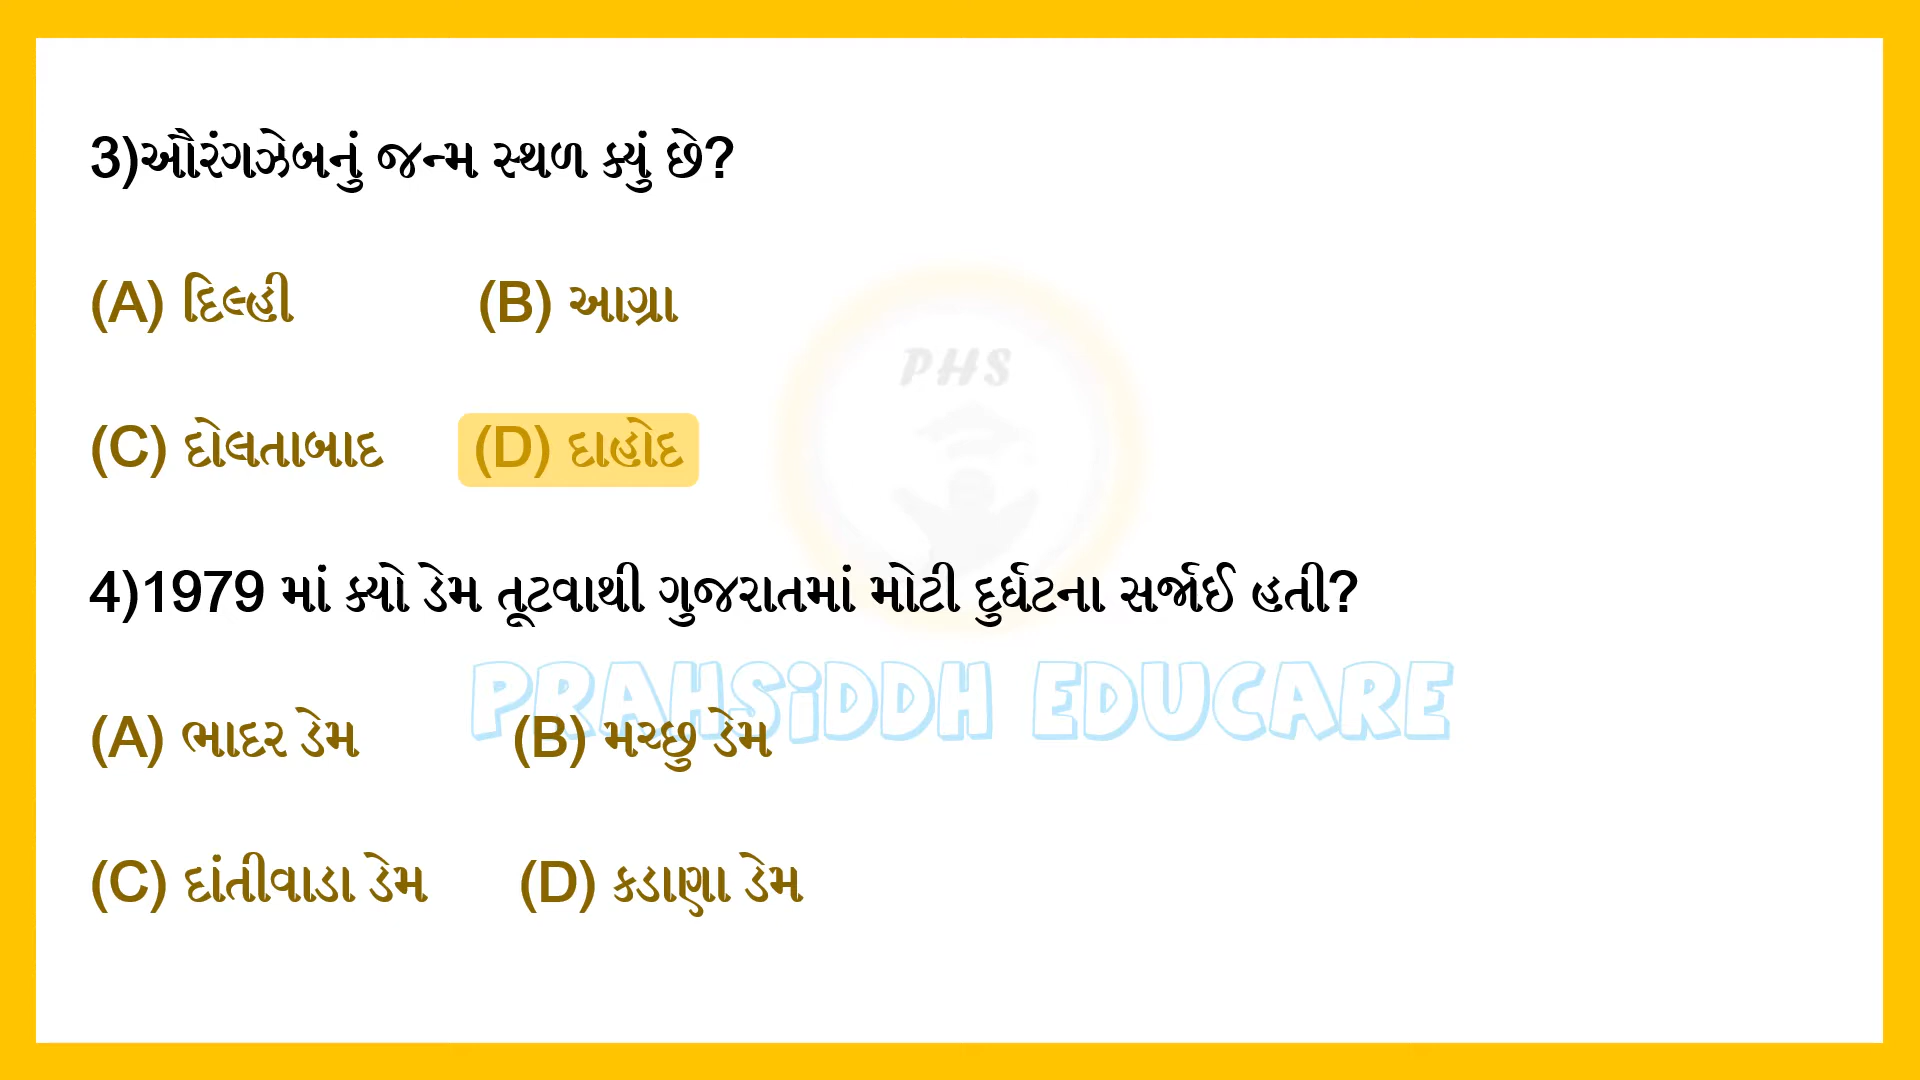 3)ઔરંગઝેબનું જન્મ સ્થળ ક્યું છે?
(A) દિલ્હી (B) આગ્રા
PHS
(C) દોલતાબાદ (D) દાહોદ
4)1979 માં ક્યો ડેમ તૂટવાથી ગુજરાતમાં મોટી દુર્ઘટના સર્જાઈ હતી?
PRAHSiDDH EDUCARE
(A) ભાદર ડેમ (B) મચ્છુ ડેમ
(C) દાંતીવાડા ડેમ (D) કડાણા ડેમ